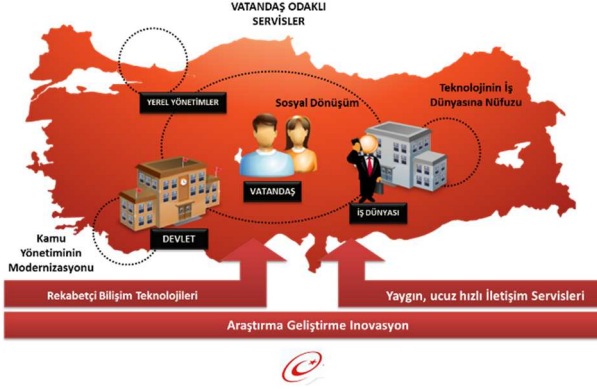 VATANDAŞ ODAKLI
SERVİSLER
YEREL YÖNETİMLER
Sosyal Dönüşüm
Teknolojinin İş
Dünyasına Nüfuzu
VATANDAŞ
İŞ DÜNYASI
DEVLET
Kamu
Yönetiminin
Modernizasyonu
Rekabetçi Bilişim Teknolojileri
Yaygın, ucuz hızlı İletişim Servisleri
Araştırma Geliştirme Inovasyon